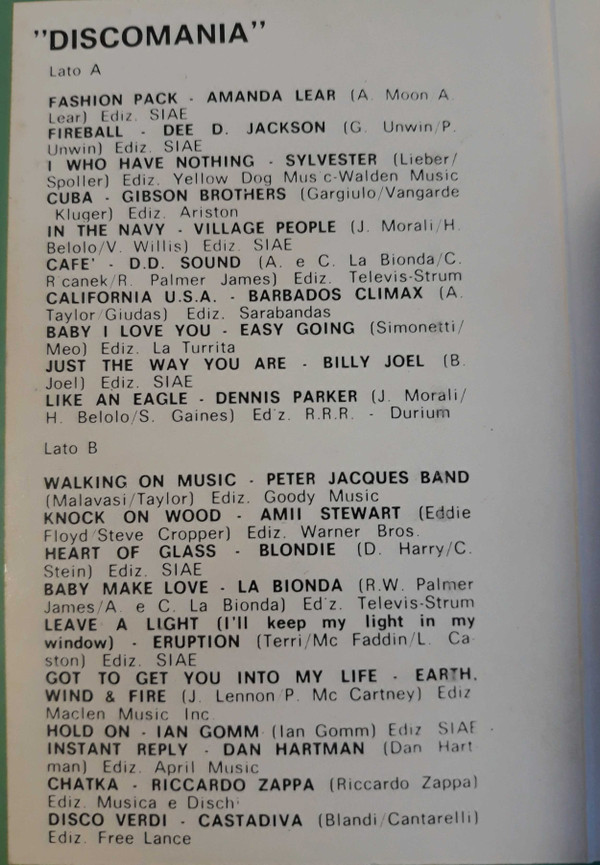 "DISCOMANIA"
Lato A
FASHION PACK - AMANDA LEAR (A. Moon A.
Lear) Ediz. SIAE
FIREBALL - DEE D. JACKSON (G. Unwin/P.
Unwin) Ediz. SIAE
I WHO HAVE NOTHING - SYLVESTER (Lieber/
Spoller) Ediz. Yellow Dog Mus c-Walden Music
CUBA - GIBSON BROTHERS (Gargiulo/Vangarde
Kluger) Ediz. Ariston
IN THE NAVY - VILLAGE PEOPLE (J. Morali/H.
Belolo/V. Willis) Ediz. SIAE
CAFE' - D.D. SOUND (A. e C. La Bionda/C.
R canek/R. Palmer James) Ediz. Televis-Strum
CALIFORNIA U.S.A. - BARBADOS CLIMAX (A.
Taylor/Giudas) Ediz. Sarabandas
BABY I LOVE YOU - EASY GOING (Simonetti/
Meo) Ediz. La Turrita
JUST THE WAY YOU ARE - BILLY JOEL (B.
Joel) Ediz. SIAE
LIKE AN EAGLE - DENNIS PARKER (J. Morali/
H. Belolo/S. Gaines) Ed z. R.R.R. - Durium
Lato B
WALKING ON MUSIC - PETER JACQUES BAND
(Malavasi/Taylor) Ediz. Goody Music
KNOCK ON WOOD - AMII STEWART (Eddie
Floyd/Steve Cropper) Ediz. Warner Bros.
HEART OF GLASS - BLONDIE (D. Harry/C.
Stein) Ediz. SIAE
BABY MAKE LOVE - LA BIONDA (R.W. Palmer
James/A. e C. La Bionda) Ed z. Televis-Strum
LEAVE A LIGHT (I'll keep my light in my
window) - ERUPTION (Terri/Mc Faddin/L. Ca-
ston) Ediz. SIAE
GOT TO GET YOU INTO MY LIFE - EARTH,
WIND & FIRE (J. Lennon/P. Mc Cartney) Ediz
Maclen Music Inc.
HOLD ON - IAN GOMM (Ian Gomm) Ediz SIAE
INSTANT REPLY - DAN HARTMAN (Dan Hart
man) Ediz. April Music
CHATKA - RICCARDO ZAPPA (Riccardo Zappa)
Ediz. Musica e Disch
DISCO VERDI - CASTADIVA (Blandi/Cantarelli)
Ediz. Free Lance